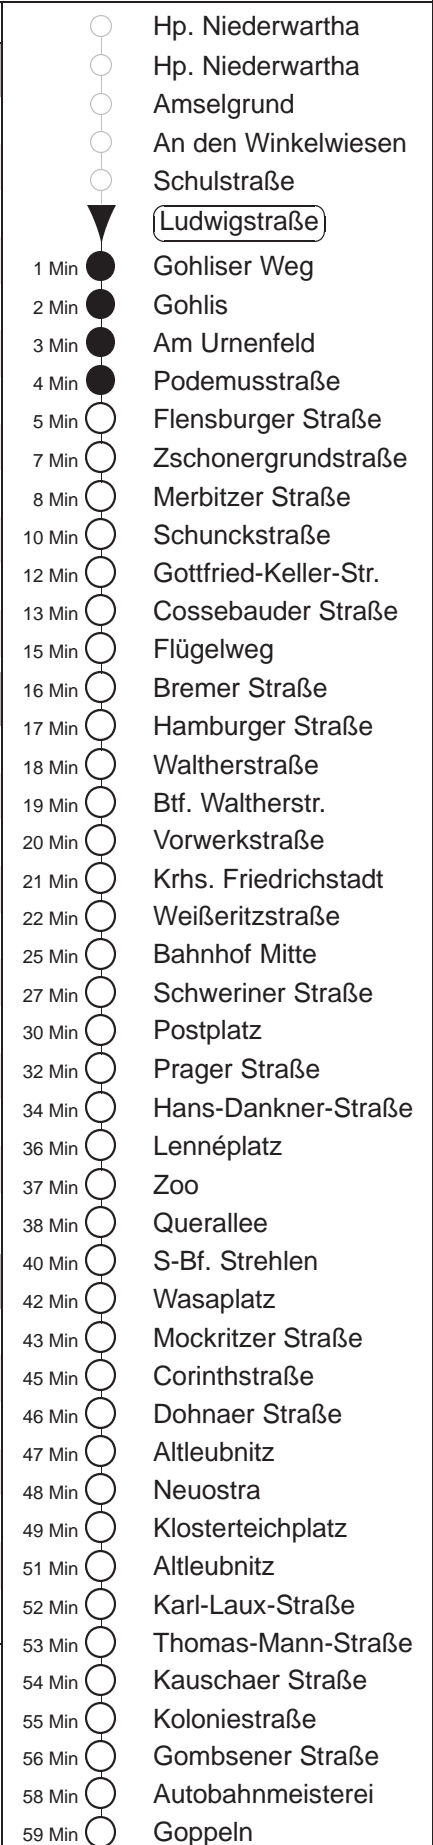 Hp. Niederwartha
Hp. Niederwartha
Amselgrund
An den Winkelwiesen
Schulstraße
Ludwigstraße
1 Min Gohliser Weg
2 Min Gohlis
3 Min Am Urnenfeld
4 Min Podemusstraße
5 Min Flensburger Straße
7 Min Zschonergrundstraße
8 Min Merbitzer Straße
10 Min Schunckstraße
12 Min Gottfried-Keller-Str.
13 Min Cossebauder Straße
15 Min Flügelweg
16 Min Bremer Straße
17 Min Hamburger Straße
18 Min Waltherstraße
19 Min Btf. Waltherstr.
20 Min Vorwerkstraße
21 Min Krhs. Friedrichstadt
22 Min Weißeritzstraße
25 Min Bahnhof Mitte
27 Min Schweriner Straße
30 Min Postplatz
32 Min Prager Straße
34 Min Hans-Dankner-Straße
36 Min Lennéplatz
37 Min Zoo
38 Min Querallee
40 Min S-Bf. Strehlen
42 Min Wasaplatz
43 Min Mockritzer Straße
45 Min Corinthstraße
46 Min Dohnaer Straße
47 Min Altleubnitz
48 Min Neuostra
49 Min Klosterteichplatz
51 Min Altleubnitz
52 Min Karl-Laux-Straße
53 Min Thomas-Mann-Straße
54 Min Kauschaer Straße
55 Min Koloniestraße
56 Min Gombsener Straße
58 Min Autobahnmeisterei
59 Min Goppeln